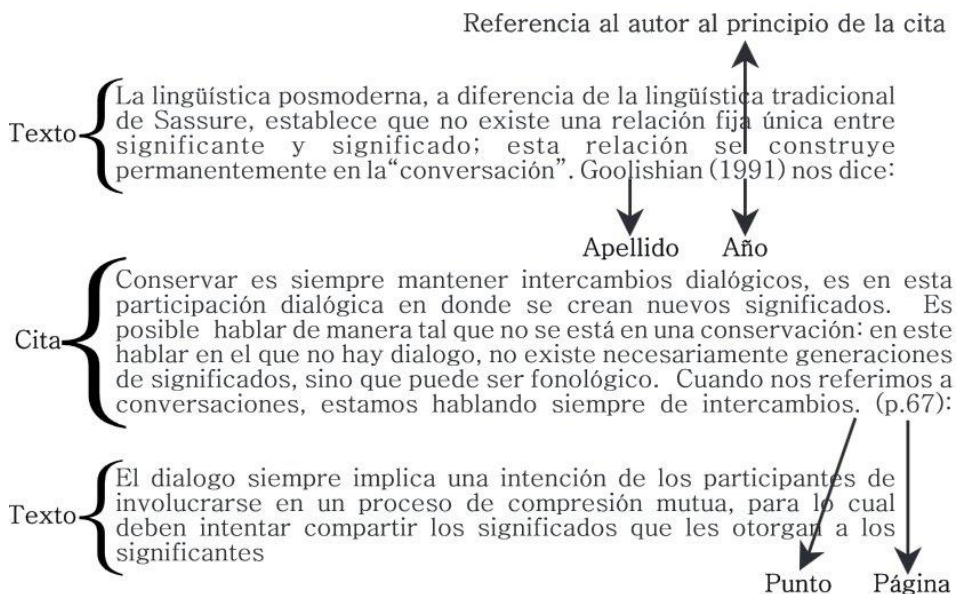 Referencia al autor al principio de la cita
Texto
La lingüística posmoderna, a diferencia de la lingüística tradicional
de Sassure, establece que no existe una relación fija única entre
significante y significado; esta relación se construye
permanentemente en la“conversación”. Goolishian (1991) nos dice:
Apellido Año
Cita
Conservar es siempre mantener intercambios dialógicos, es en esta
participación dialógica en donde se crean nuevos significados. Es
posible hablar de manera tal que no se está en una conservación: en este
hablar en el que no hay dialogo, no existe necesariamente generaciones
de significados, sino que puede ser fonológico. Cuando nos referimos a
conversaciones, estamos hablando siempre de intercambios. (p.67):
Texto
El dialogo siempre implica una intención de los participantes de
involucrarse en un proceso de compresión mutua, para lo cual
deben intentar compartir los significados que les otorgan a los
significantes
Punto Página